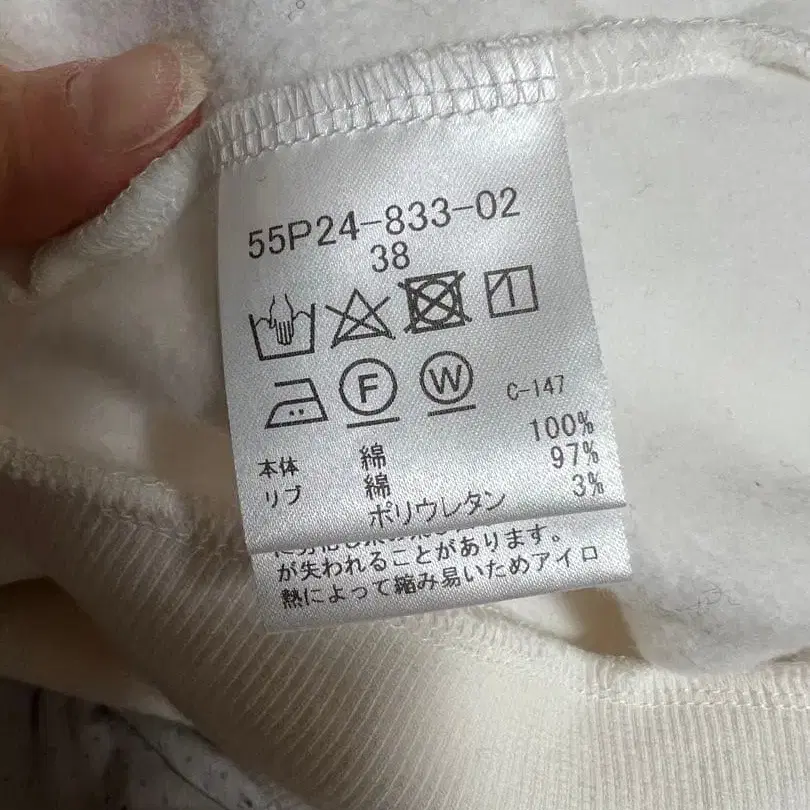 55P24-833-02
38
F W C-147
本体 綿 100%
リブ 綿 97%
ポリウレタン 3%
が失われることがあります。
熱によって縮み易いためアイロ